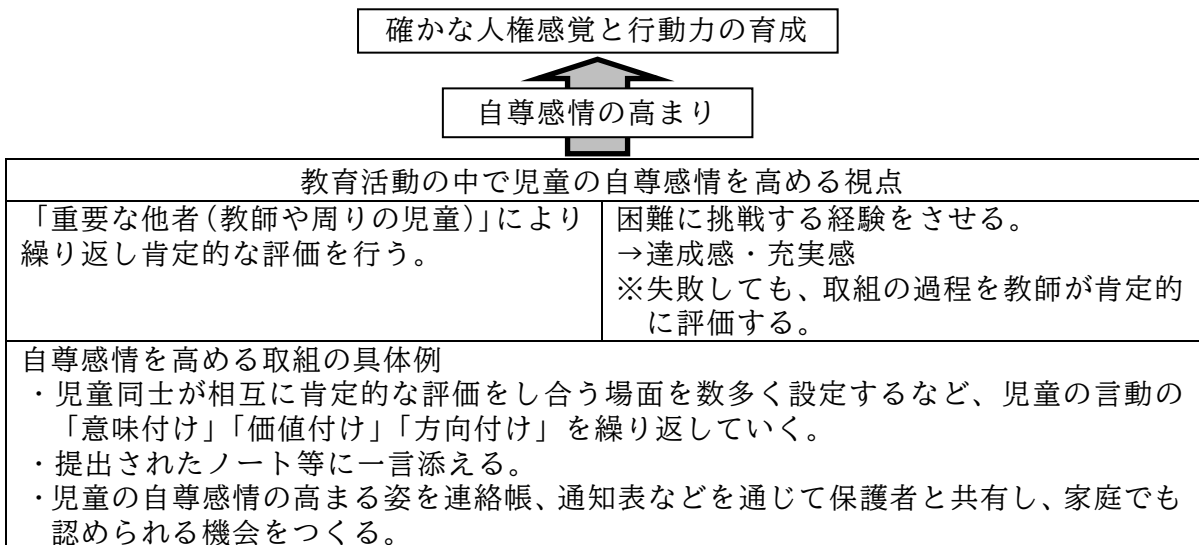 確かな人権感覚と行動力の育成
自尊感情の高まり
教育活動の中で児童の自尊感情を高める視点
「重要な他者(教師や周りの児童)」により
繰り返し肯定的な評価を行う。
困難に挑戦する経験をさせる。
→達成感・充実感
※失敗しても、取組の過程を教師が肯定的
に評価する。
自尊感情を高める取組の具体例
・児童同士が相互に肯定的な評価をし合う場面を数多く設定するなど、児童の言動の
「意味付け」「価値付け」「方向付け」を繰り返していく。
・提出されたノート等に一言添える。
・児童の自尊感情の高まる姿を連絡帳、通知表などを通じて保護者と共有し、家庭でも
認められる機会をつくる。